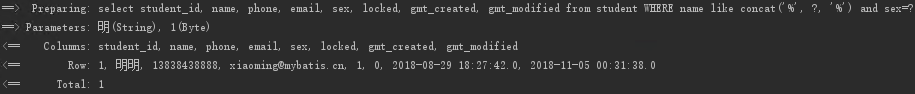 ==>  Preparing: select student_id, name, phone, email, sex, locked, gmt_created, gmt_modified from student WHERE name like concat('%', ?, '%') and sex=?
==> Parameters: 明(String), 1(Byte)
<==    Columns: student_id, name, phone, email, sex, locked, gmt_created, gmt_modified
<==        Row: 1, 明明, 13838438888, xiaoming@mybatis.cn, 1, 0, 2018-08-29 18:27:42.0, 2018-11-05 00:31:38.0
<==      Total: 1